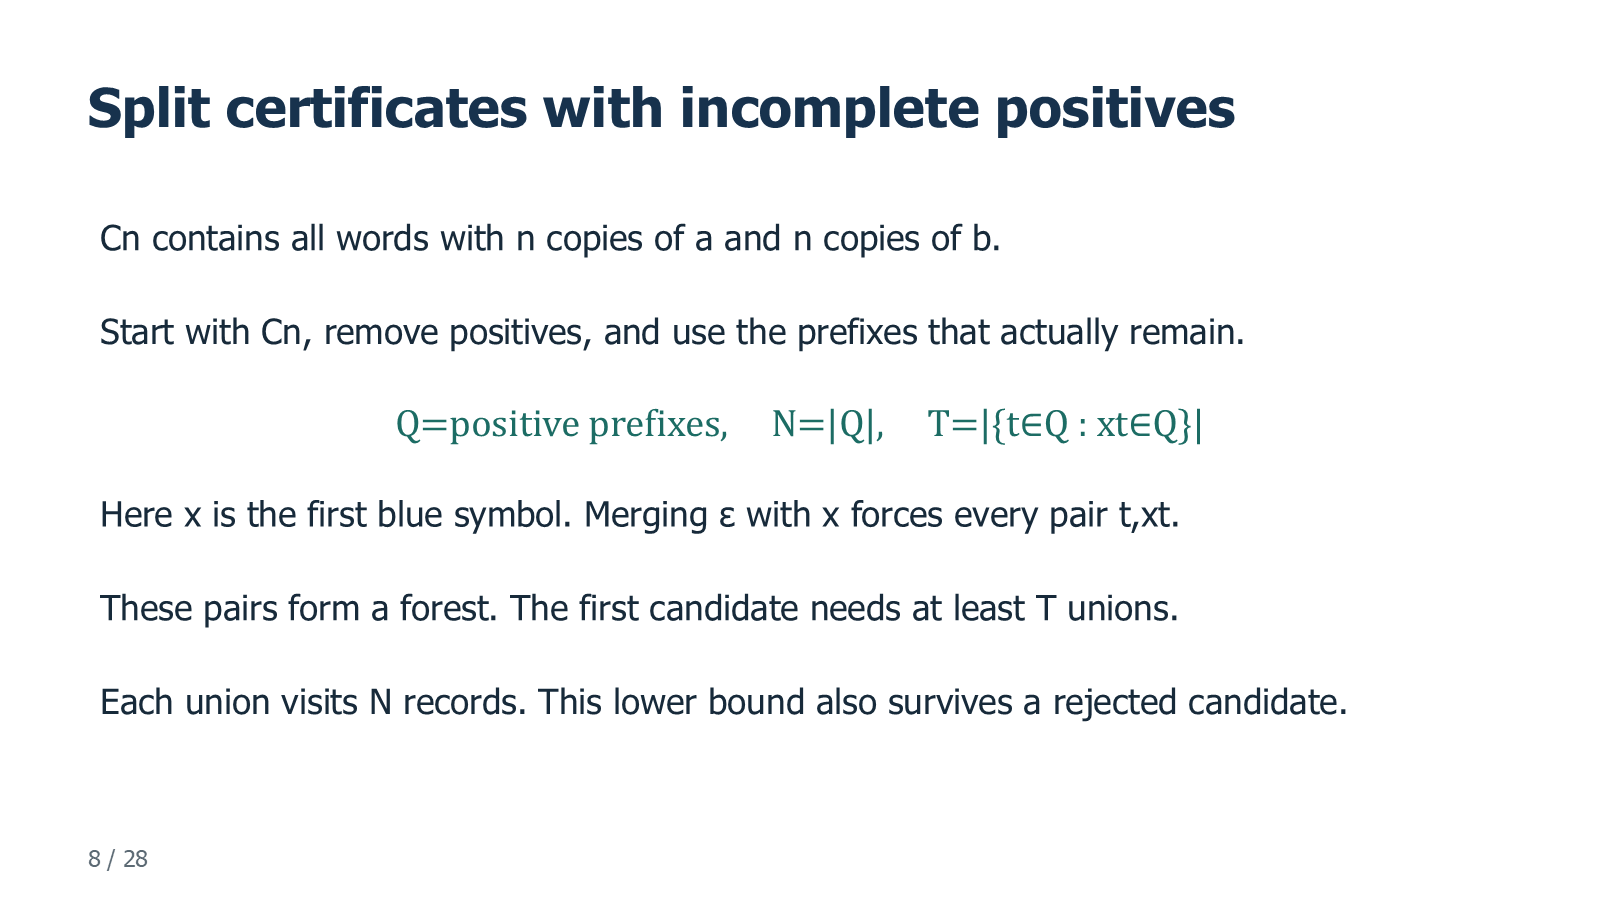 Split certificates with incomplete positives
Cn contains all words with n copies of a and n copies of b.
Start with Cn, remove positives, and use the prefixes that actually remain.
Q=positive prefixes, N=|Q|, T=|{t∈Q : xt∈Q}|
Here x is the first blue symbol. Merging ε with x forces every pair t,xt.
These pairs form a forest. The first candidate needs at least T unions.
Each union visits N records. This lower bound also survives a rejected candidate.
8 / 28